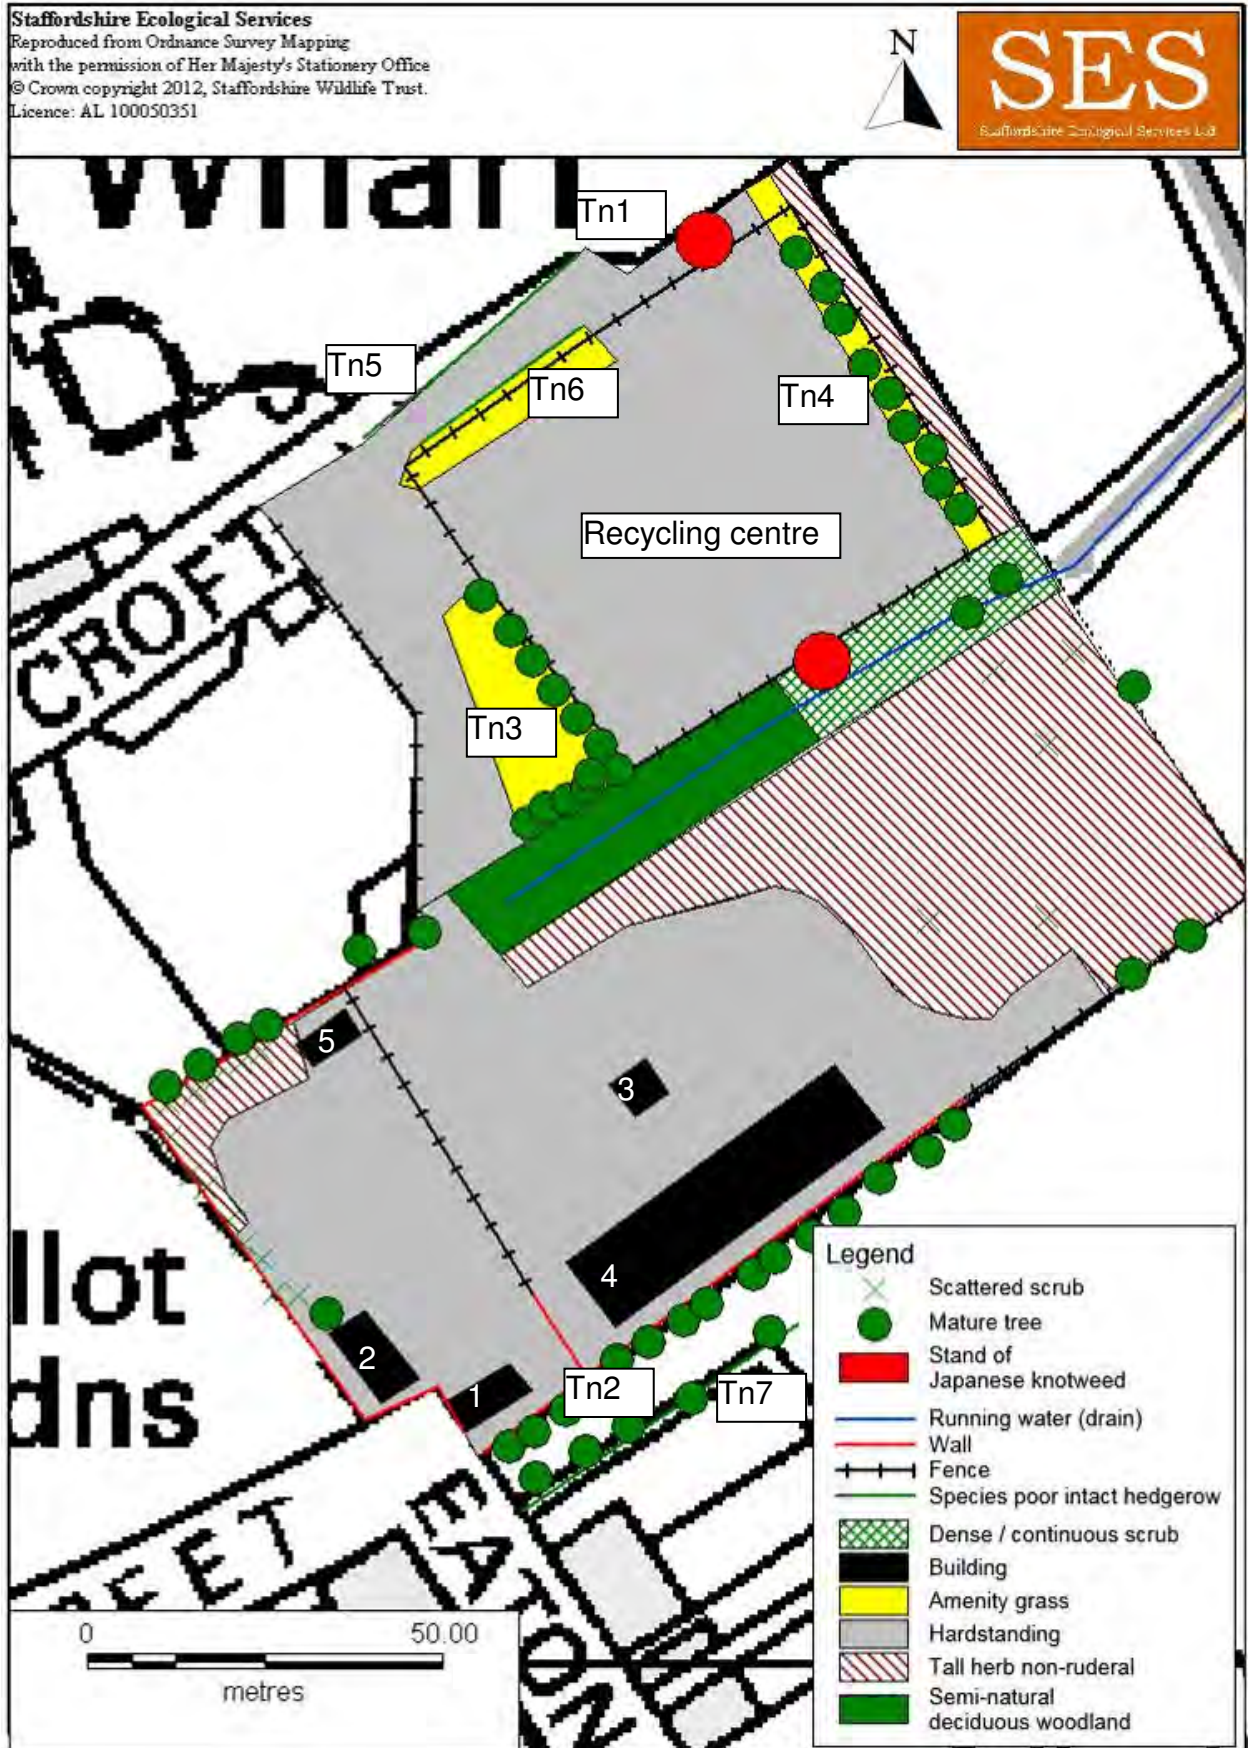 Staffordshire Ecological Services
Reproduced from Ordnance Survey Mapping
with the permission of Her Majesty's Stationery Office
© Crown copyright 2012, Staffordshire Wildlife Trust.
Licence: AL 100050351
N
SES
Staffordshire Ecological Services Ltd
Wharf
Tn1
Tn5
Tn6
Tn4
Recycling centre
CROFT
Tn3
5
3
4
2
1
Tn2
Tn7
llot
dns
EET
EATON
Legend
Scattered scrub
Mature tree
Stand of
Japanese knotweed
Running water (drain)
Wall
Fence
Species poor intact hedgerow
Dense / continuous scrub
Building
Amenity grass
Hardstanding
Tall herb non-ruderal
Semi-natural
deciduous woodland
0 50.00
metres